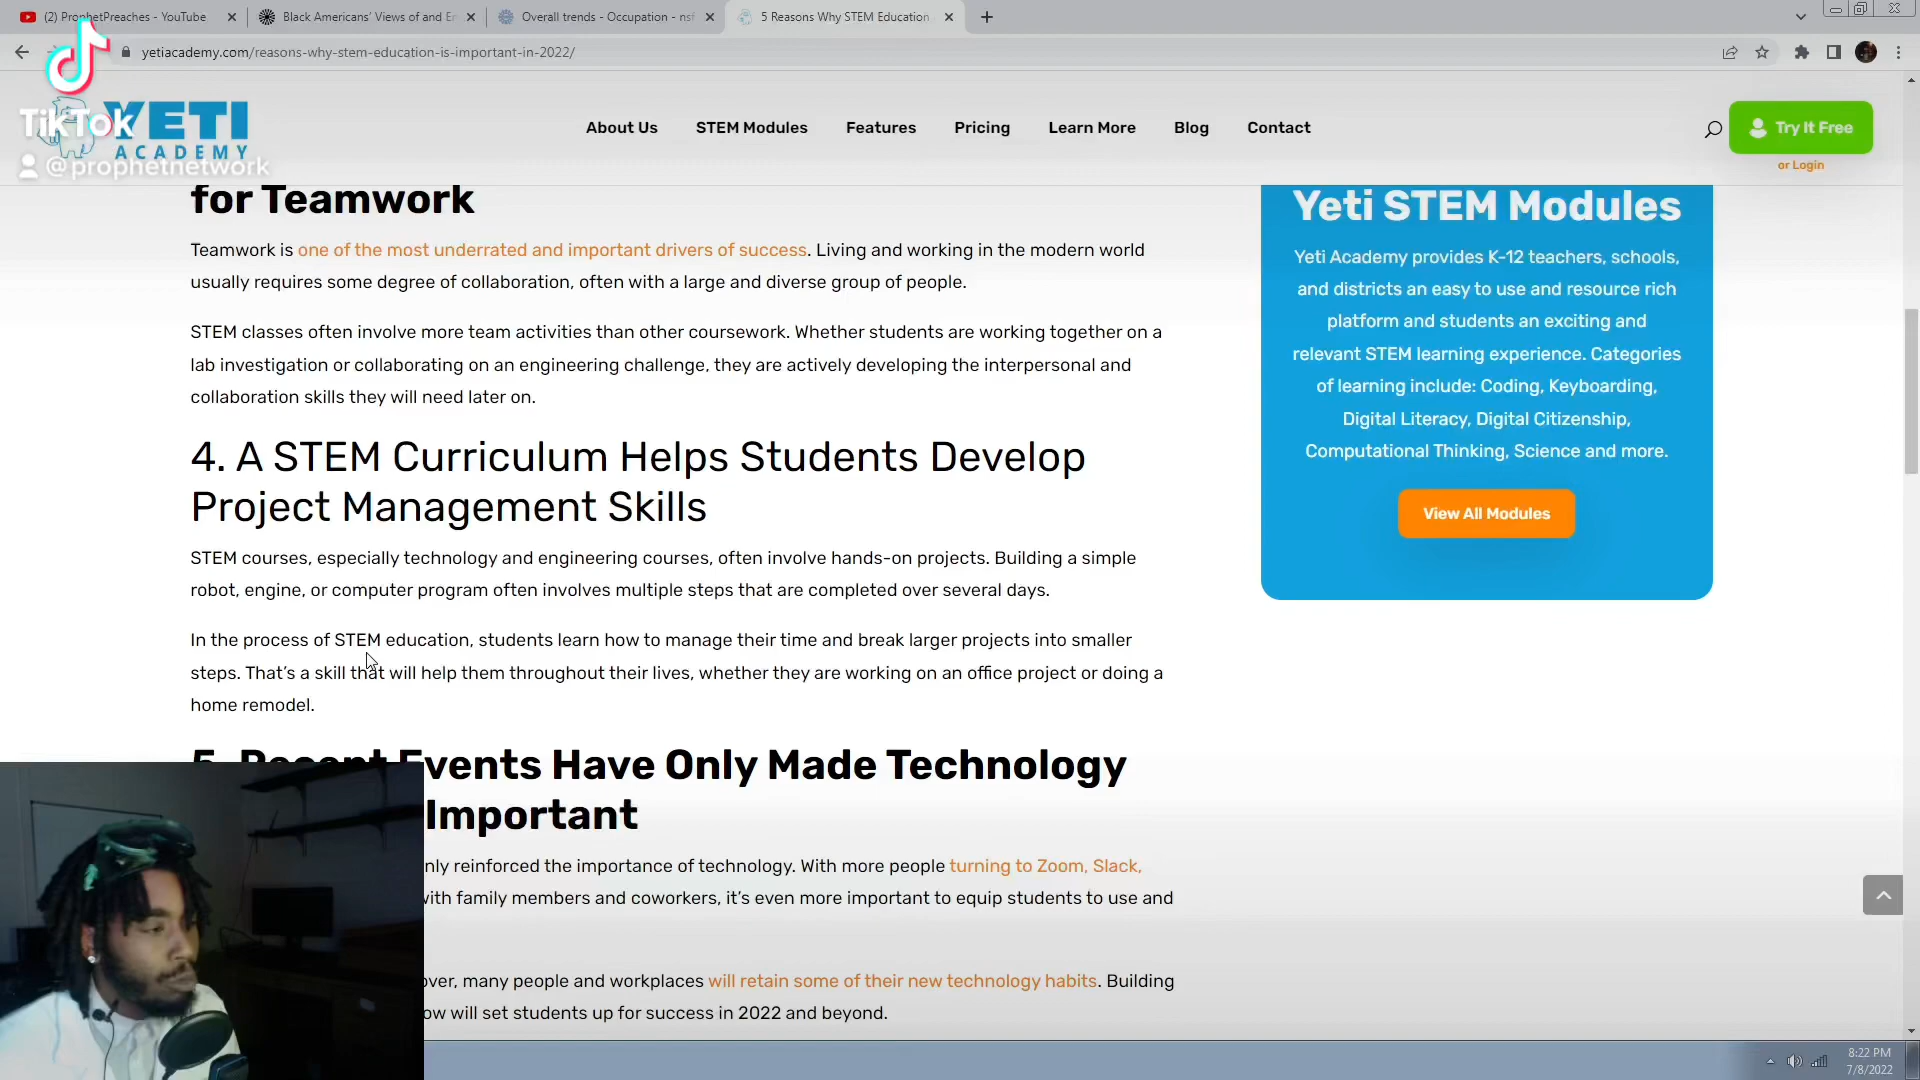 (2) ProphetPreaches - YouTube
Black Americans' Views of and En
Overall trends - Occupation - nsf
5 Reasons Why STEM Education
yetiacademy.com/reasons-why-stem-education-is-important-in-2022/
TikTok
@prophetnetwork
YETI
ACADEMY
About Us
STEM Modules
Features
Pricing
Learn More
Blog
Contact
Try It Free
or Login
for Teamwork
Teamwork is one of the most underrated and important drivers of success. Living and working in the modern world
usually requires some degree of collaboration, often with a large and diverse group of people.
STEM classes often involve more team activities than other coursework. Whether students are working together on a
lab investigation or collaborating on an engineering challenge, they are actively developing the interpersonal and
collaboration skills they will need later on.
4. A STEM Curriculum Helps Students Develop
Project Management Skills
STEM courses, especially technology and engineering courses, often involve hands-on projects. Building a simple
robot, engine, or computer program often involves multiple steps that are completed over several days.
In the process of STEM education, students learn how to manage their time and break larger projects into smaller
steps. That's a skill that will help them throughout their lives, whether they are working on an office project or doing a
home remodel.
5. Recent Events Have Only Made Technology
Important
nly reinforced the importance of technology. With more people turning to Zoom, Slack,
with family members and coworkers, it's even more important to equip students to use and
over, many people and workplaces will retain some of their new technology habits. Building
ow will set students up for success in 2022 and beyond.
Yeti STEM Modules
Yeti Academy provides K-12 teachers, schools,
and districts an easy to use and resource rich
platform and students an exciting and
relevant STEM learning experience. Categories
of learning include: Coding, Keyboarding,
Digital Literacy, Digital Citizenship,
Computational Thinking, Science and more.
View All Modules
8:22 PM
7/8/2022